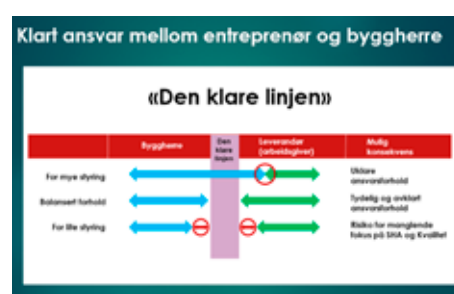 Klart ansvar mellom entreprenør og byggherre
«Den klare linjen»
Byggherre
Den
klare
linjen
Leverandør
(arbeidsgiver)
Mulig
konsekvens
For mye styring
Uklare
ansvarsforhold
Balansert forhold
Tydelig og avklart
ansvarsforhold
For lite styring
Risiko for manglende
fokus på SHA og Kvalitet